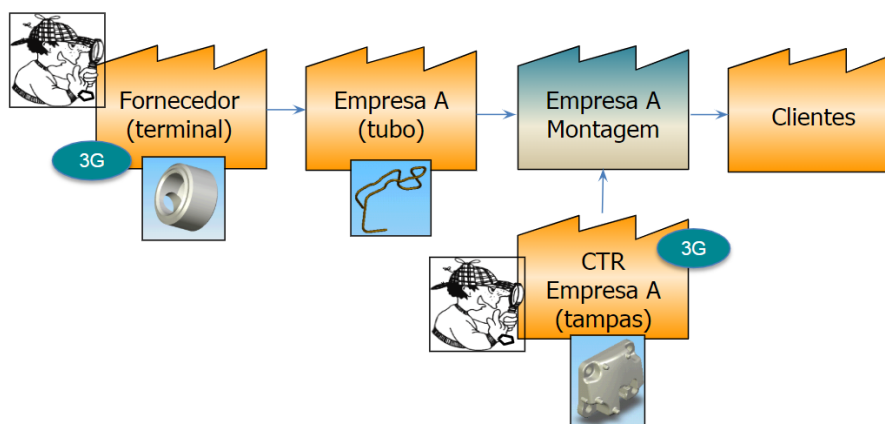 Fornecedor
(terminal)
3G
Empresa A
(tubo)
Empresa A
Montagem
Clientes
CTR
Empresa A
(tampas)
3G